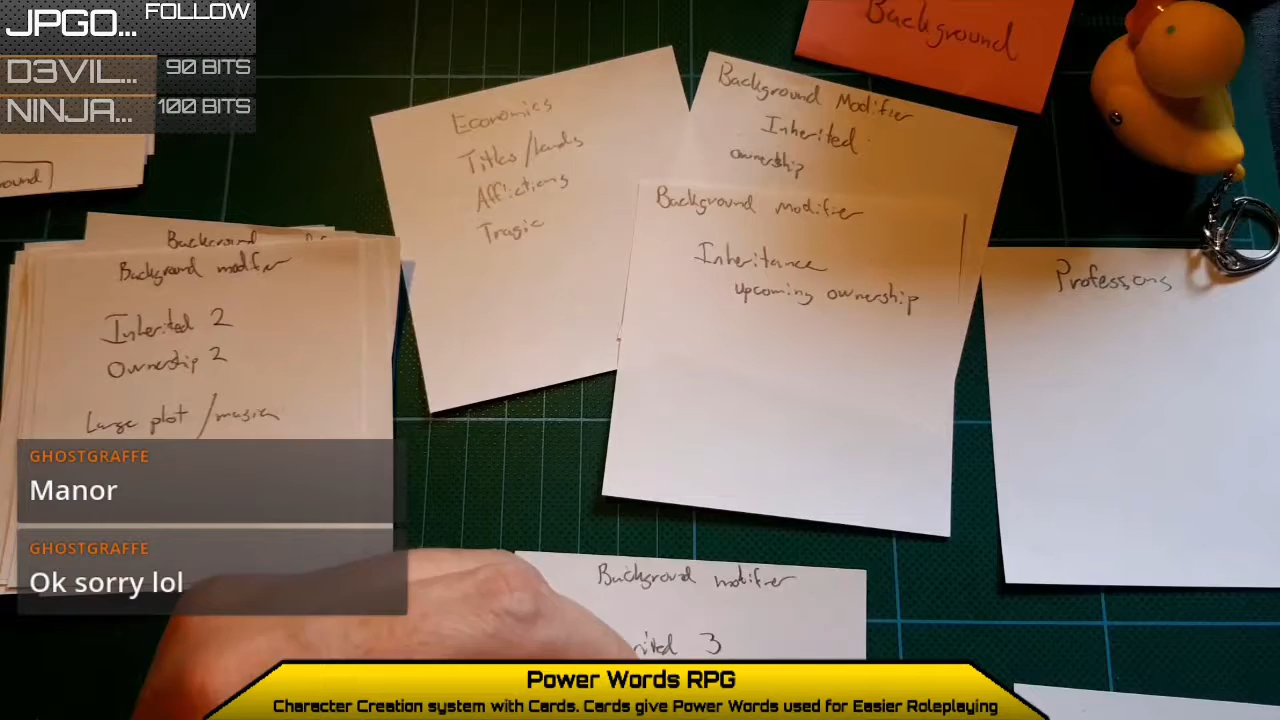 JPGO... FOLLOW
D3VIL... 90 BITS
NINJA... 100 BITS
ound
Background
Economics
Titles/lands
Afflictions
Tragic
Background Modifier
Inherited
ownership
Background modifier
Inheritance
upcoming ownership
Professions
Background
Background modifier
Inherited 2
Ownership 2
Large plot /
GHOSTGRAFFE
Manor
GHOSTGRAFFE
Ok sorry lol
Background modifier
rited 3
Power Words RPG
Character Creation system with Cards. Cards give Power Words used for Easier Roleplaying